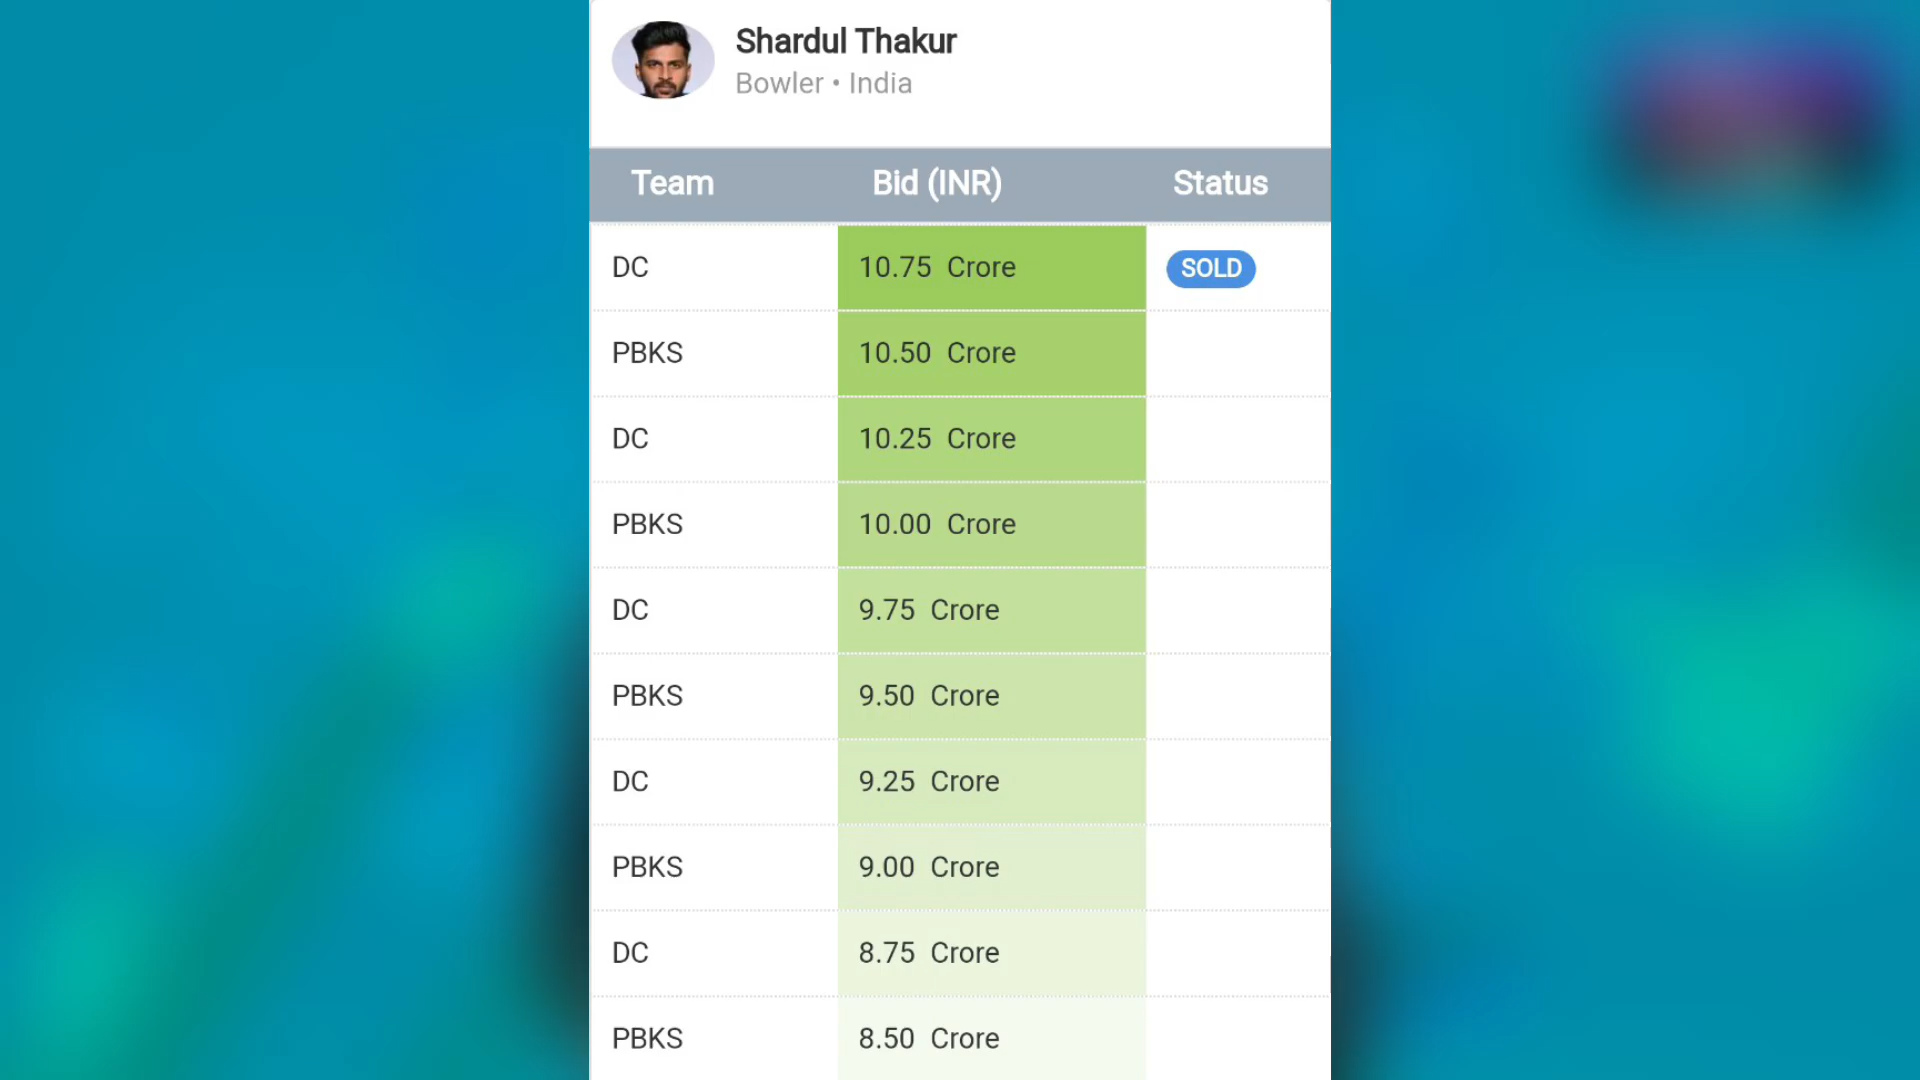 Shardul Thakur
Bowler • India
Team Bid (INR) Status
DC 10.75 Crore SOLD
PBKS 10.50 Crore
DC 10.25 Crore
PBKS 10.00 Crore
DC 9.75 Crore
PBKS 9.50 Crore
DC 9.25 Crore
PBKS 9.00 Crore
DC 8.75 Crore
PBKS 8.50 Crore